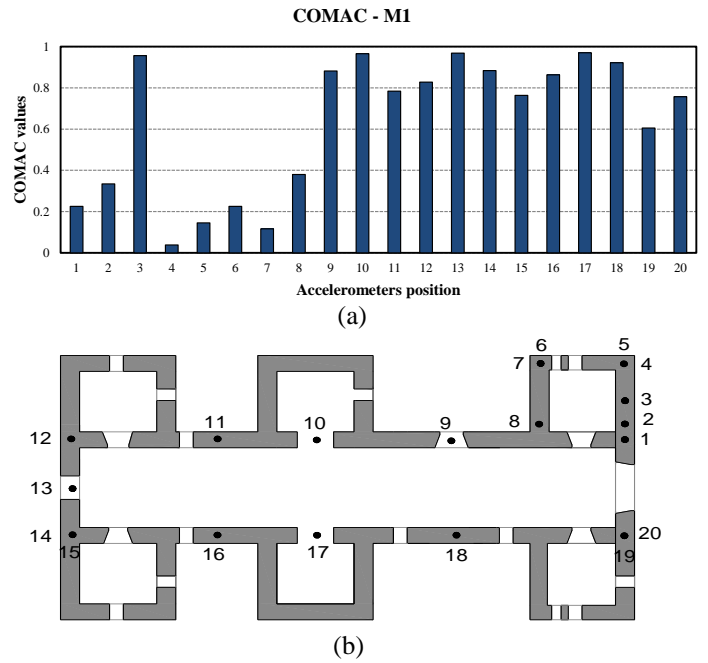 COMAC - M1
1
0.8
0.6
0.4
0.2
0
COMAC values
1 2 3 4 5 6 7 8 9 10 11 12 13 14 15 16 17 18 19 20
Accelerometers position
(a)
6 5
7 4
3
11 10 9 8 2
12 1
13
14 20
15 16 17 18 19
(b)